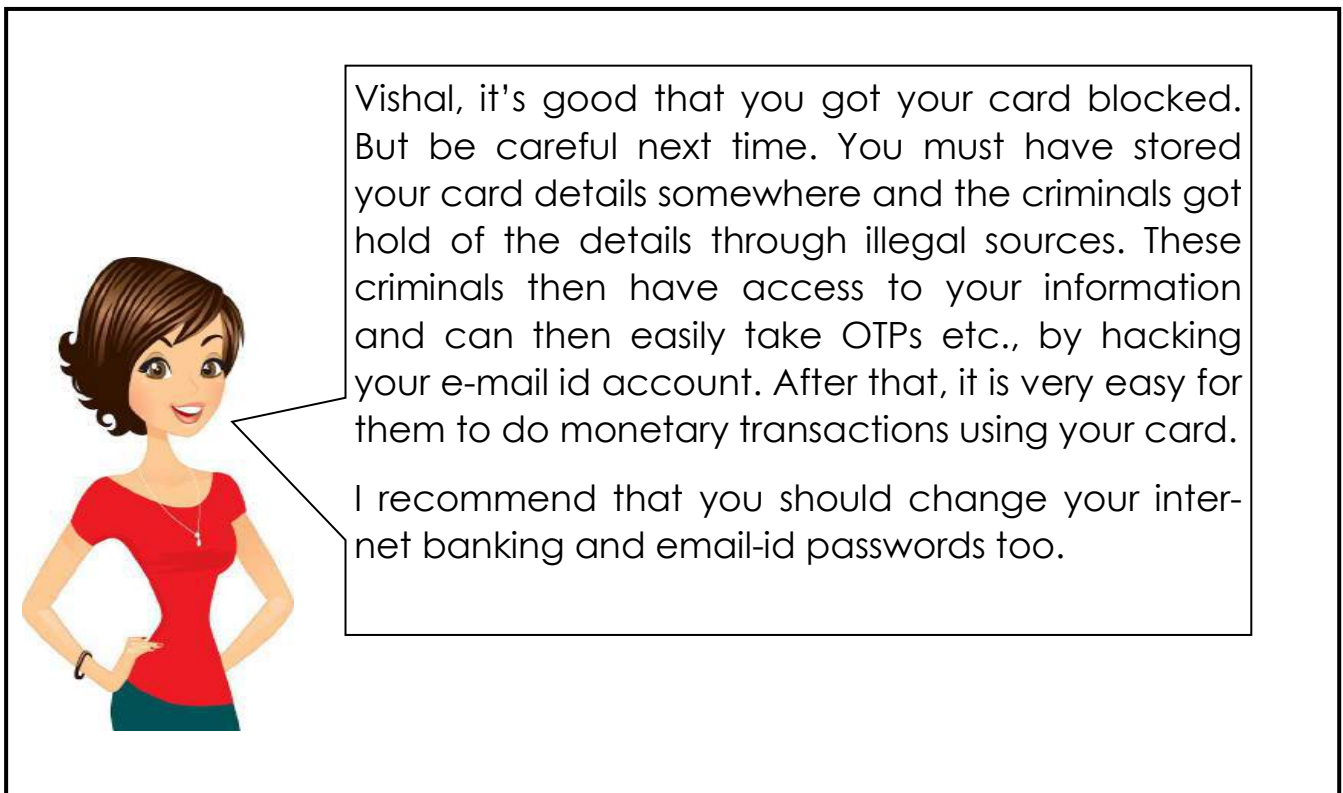 Vishal, it’s good that you got your card blocked.
But be careful next time. You must have stored
your card details somewhere and the criminals got
hold of the details through illegal sources. These
criminals then have access to your information
and can then easily take OTPs etc., by hacking
your e-mail id account. After that, it is very easy for
them to do monetary transactions using your card.
I recommend that you should change your inter-
net banking and email-id passwords too.